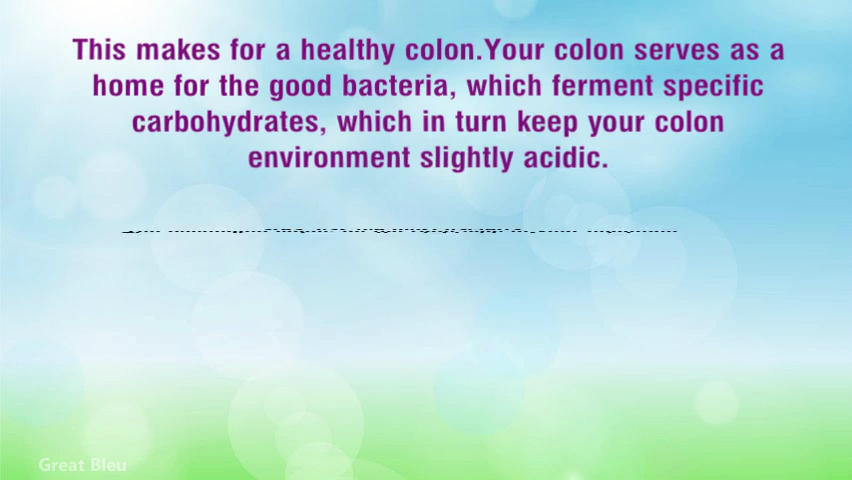 This makes for a healthy colon.Your colon serves as a
home for the good bacteria, which ferment specific
carbohydrates, which in turn keep your colon
environment slightly acidic.
Great Bleu